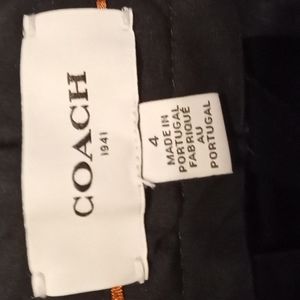 COACH
1941
4
MADE IN
PORTUGAL
FABRIQUÉ
AU
PORTUGAL